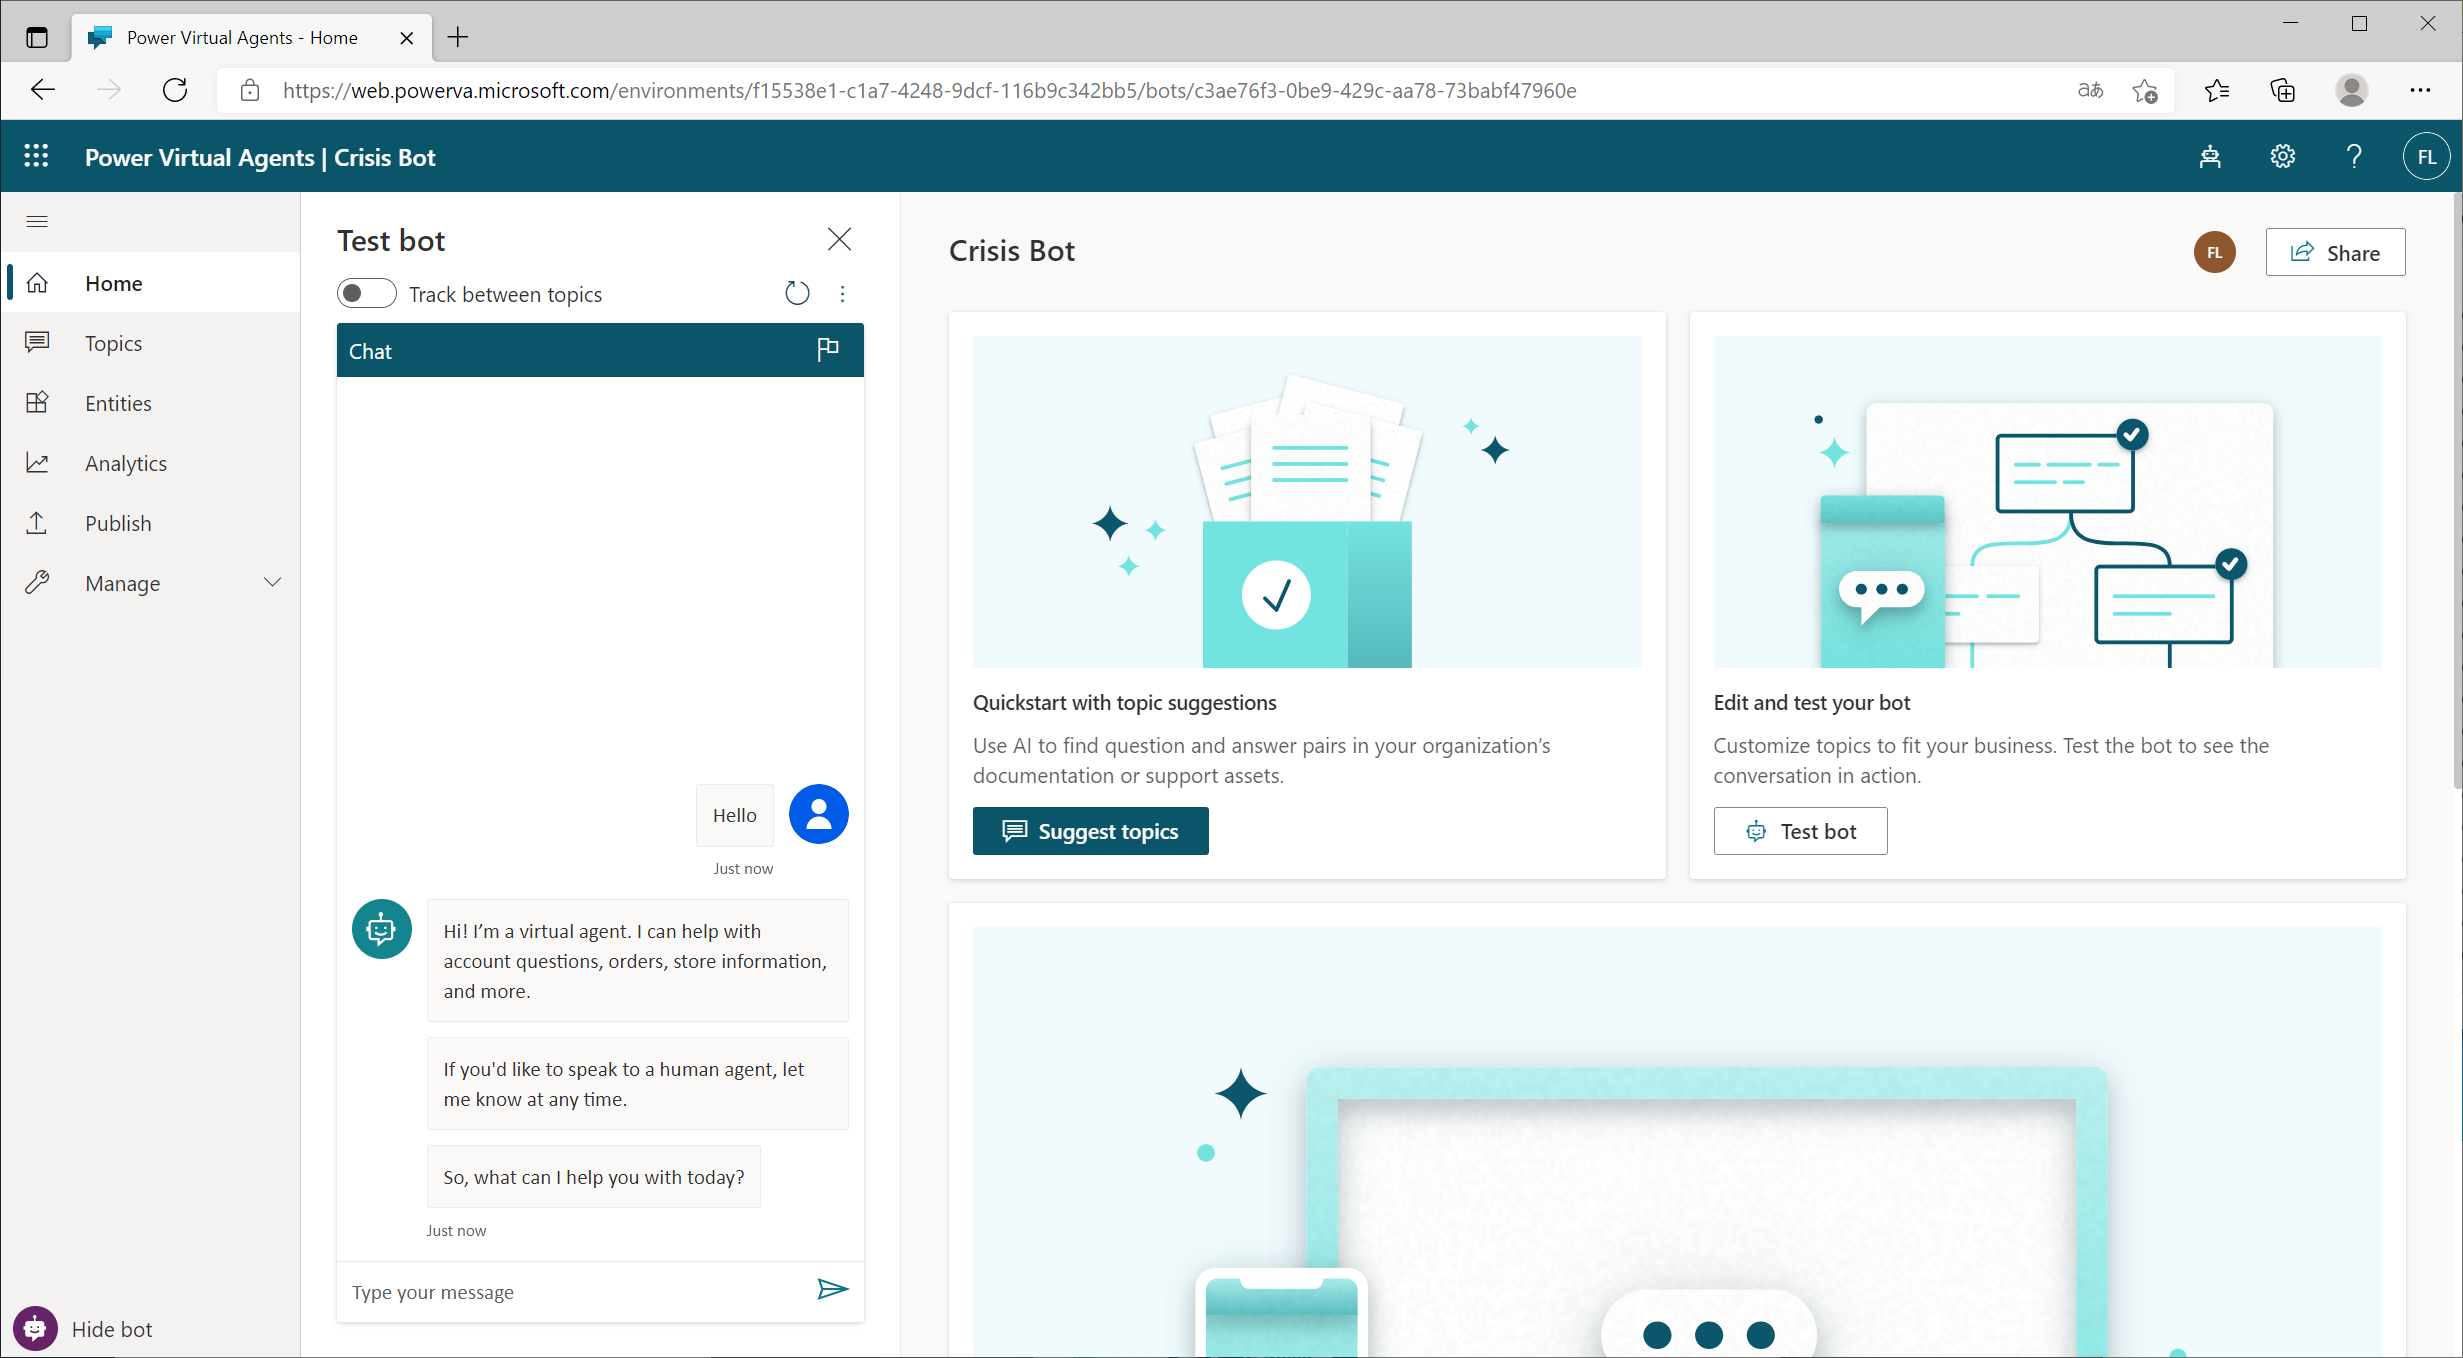 Power Virtual Agents - Home
https://web.powerva.microsoft.com/environments/f15538e1-c1a7-4248-9dcf-116b9c342bb5/bots/c3ae76f3-0be9-429c-aa78-73babf47960e
aあ
Power Virtual Agents | Crisis Bot
?
FL
Home
Topics
Entities
Analytics
Publish
Manage
Hide bot
Test bot
Track between topics
Chat
Hello
Just now
Hi! I’m a virtual agent. I can help with
account questions, orders, store information,
and more.
If you'd like to speak to a human agent, let
me know at any time.
So, what can I help you with today?
Just now
Type your message
Crisis Bot
FL
Share
Quickstart with topic suggestions
Use AI to find question and answer pairs in your organization’s
documentation or support assets.
Suggest topics
Edit and test your bot
Customize topics to fit your business. Test the bot to see the
conversation in action.
Test bot